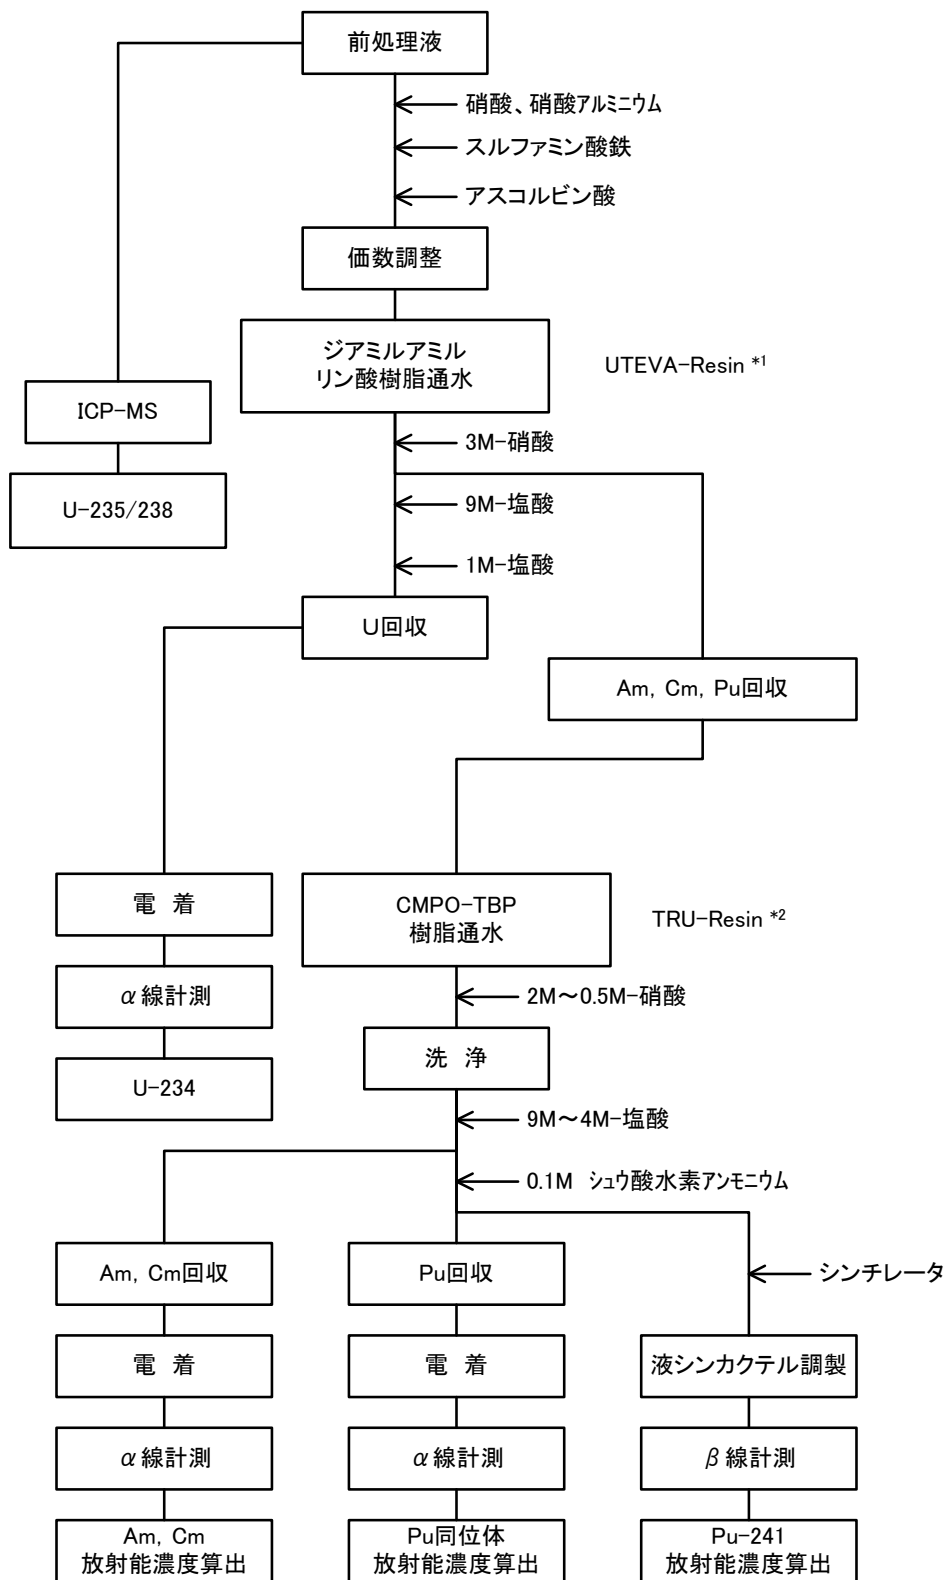 前処理液
硝酸、硝酸アルミニウム
スルファミン酸鉄
アスコルビン酸
価数調整
ジアミルアミル
リン酸樹脂通水
UTEVA-Resin *1
ICP-MS
3M-硝酸
U-235/238
9M-塩酸
1M-塩酸
U回収
Am, Cm, Pu回収
電 着
CMPO-TBP
樹脂通水
TRU-Resin *2
α線計測
2M～0.5M-硝酸
洗 浄
U-234
9M～4M-塩酸
0.1M シュウ酸水素アンモニウム
Am, Cm回収
Pu回収
シンチレータ
電 着
電 着
液シンカクテル調製
α線計測
α線計測
β線計測
Am, Cm
放射能濃度算出
Pu同位体
放射能濃度算出
Pu-241
放射能濃度算出